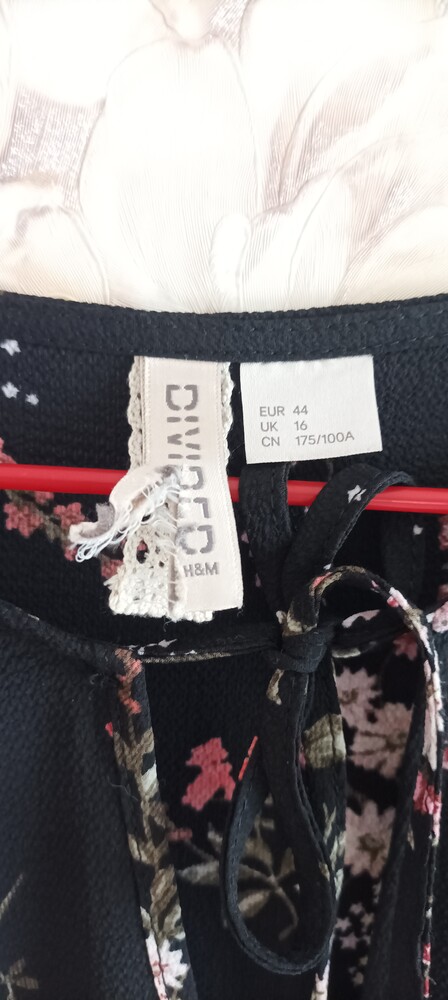 DIVIDED
H&M
EUR 44
UK 16
CN 175/100A